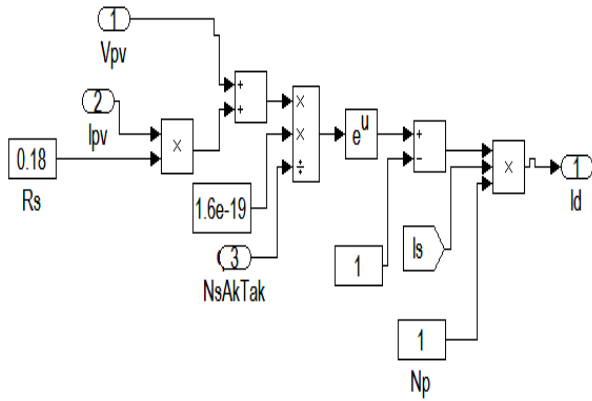 1
Vpv
2
Ipv
0.18
Rs
×
+
+
×
×
÷
1.6e-19
3
NsAkTak
e^u
+
−
1
Is
×
1
Id
1
Np